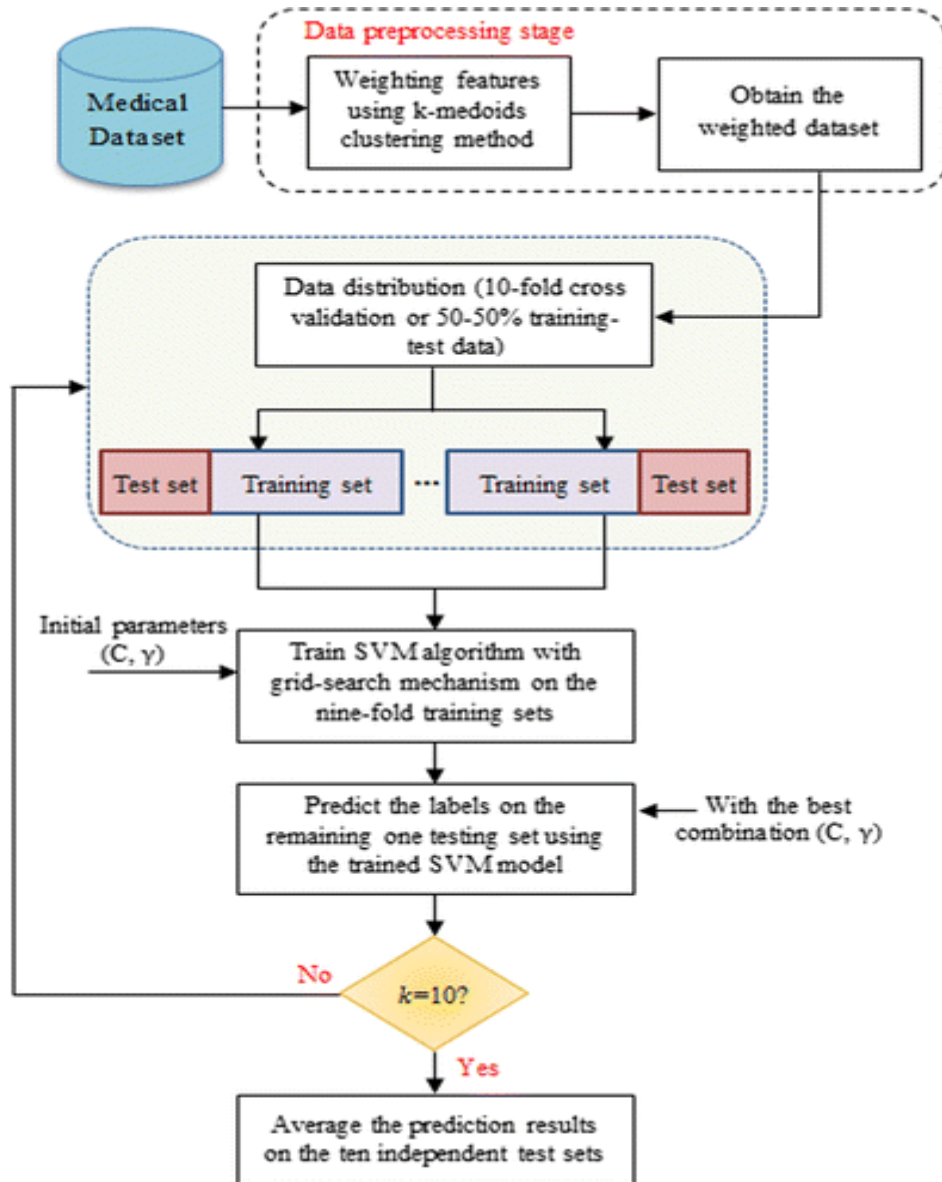 Data preprocessing stage
Medical
Dataset
Weighting features
using k-medoids
clustering method
Obtain the
weighted dataset
Data distribution (10-fold cross
validation or 50-50% training-
test data)
Test set
Training set
...
Training set
Test set
Initial parameters
(C, γ)
Train SVM algorithm with
grid-search mechanism on the
nine-fold training sets
Predict the labels on the
remaining one testing set using
the trained SVM model
With the best
combination (C, γ)
No
k=10?
Yes
Average the prediction results
on the ten independent test sets